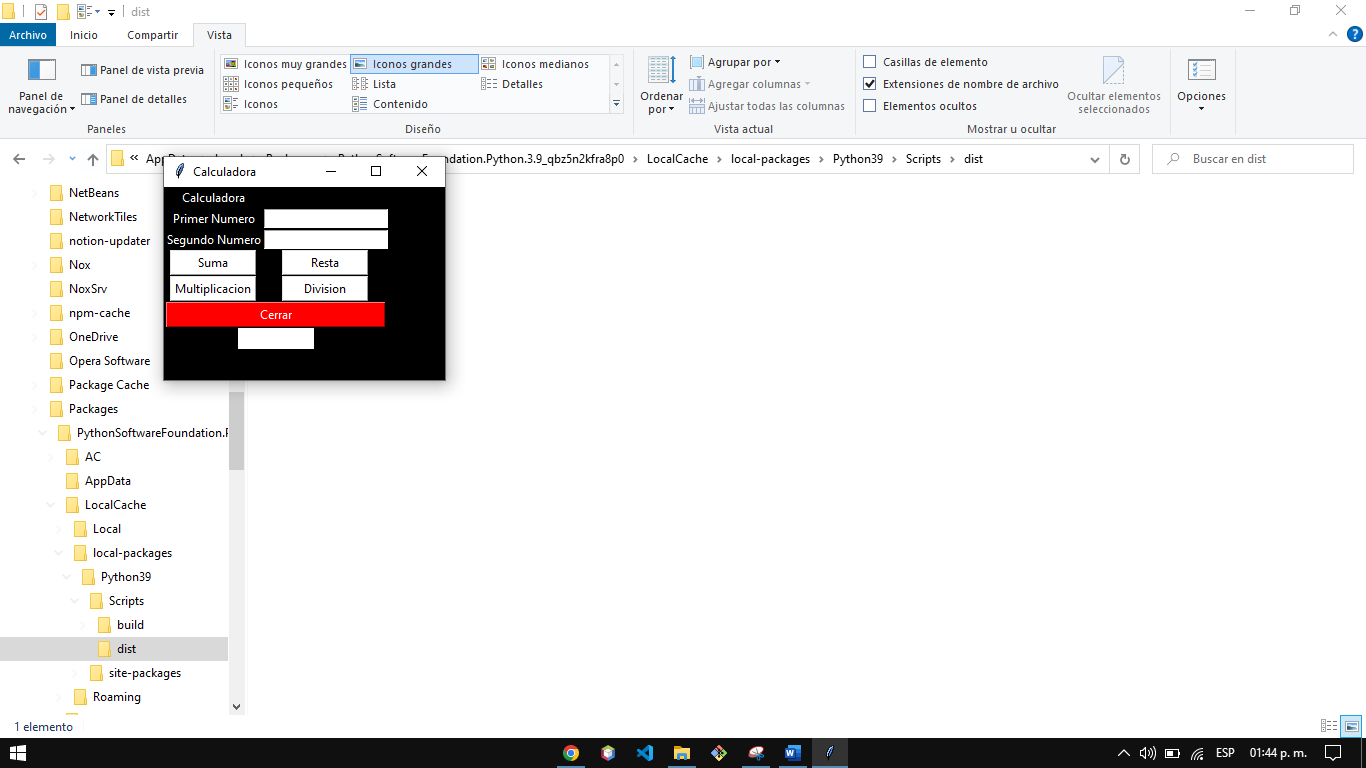 dist
Archivo Inicio Compartir Vista
Panel de navegación
Panel de vista previa
Panel de detalles
Paneles
Iconos muy grandes Iconos grandes Iconos medianos
Iconos pequeños Lista Detalles
Iconos Contenido
Diseño
Ordenar por
Agrupar por
Agregar columnas
Ajustar todas las columnas
Vista actual
Casillas de elemento
Extensiones de nombre de archivo
Elementos ocultos
Ocultar elementos seleccionados
Mostrar u ocultar
Opciones
Foundation.Python.3.9_qbz5n2kfra8p0 LocalCache local-packages Python39 Scripts dist
Buscar en dist
Calculadora
Calculadora
Primer Numero
Segundo Numero
Suma Resta
Multiplicacion Division
Cerrar
NetBeans
NetworkTiles
notion-updater
Nox
NoxSrv
npm-cache
OneDrive
Opera Software
Package Cache
Packages
PythonSoftwareFoundation.P
AC
AppData
LocalCache
Local
local-packages
Python39
Scripts
build
dist
site-packages
Roaming
1 elemento
ESP 01:44 p. m.